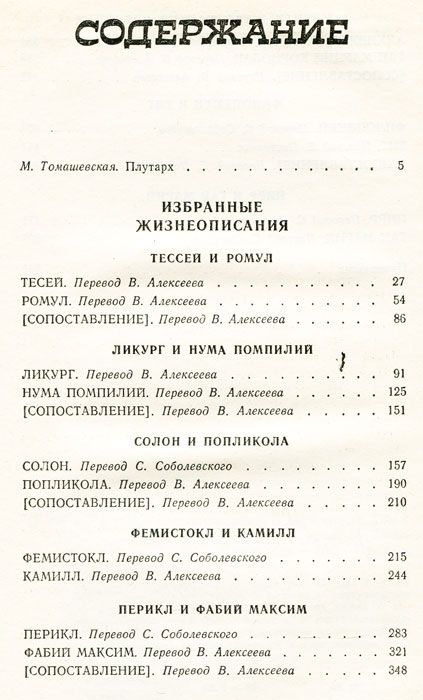 СОДЕРЖАНИЕ
М. Томашевская. Плутарх . . . . . . . . . . . . . 5
ИЗБРАННЫЕ
ЖИЗНЕОПИСАНИЯ
ТЕССЕЙ И РОМУЛ
ТЕСЕЙ. Перевод В. Алексеева . . . . . . . . . . 27
РОМУЛ. Перевод В. Алексеева . . . . . . . . . . 54
[СОПОСТАВЛЕНИЕ]. Перевод В. Алексеева . . . . . 86
ЛИКУРГ И НУМА ПОМПИЛИЙ
ЛИКУРГ. Перевод В. Алексеева . . . . . . . . . 91
НУМА ПОМПИЛИЙ. Перевод В. Алексеева . . . . . 125
[СОПОСТАВЛЕНИЕ]. Перевод В. Алексеева . . . . . 151
СОЛОН И ПОПЛИКОЛА
СОЛОН. Перевод С. Соболевского . . . . . . . . 157
ПОПЛИКОЛА. Перевод В. Алексеева . . . . . . . 190
[СОПОСТАВЛЕНИЕ]. Перевод В. Алексеева . . . . . 210
ФЕМИСТОКЛ И КАМИЛЛ
ФЕМИСТОКЛ. Перевод С. Соболевского . . . . . . 215
КАМИЛЛ. Перевод В. Алексеева . . . . . . . . . 244
ПЕРИКЛ И ФАБИЙ МАКСИМ
ПЕРИКЛ. Перевод С. Соболевского . . . . . . . . 283
ФАБИЙ МАКСИМ. Перевод В. Алексеева . . . . . . 321
[СОПОСТАВЛЕНИЕ]. Перевод В. Алексеева . . . . . 348